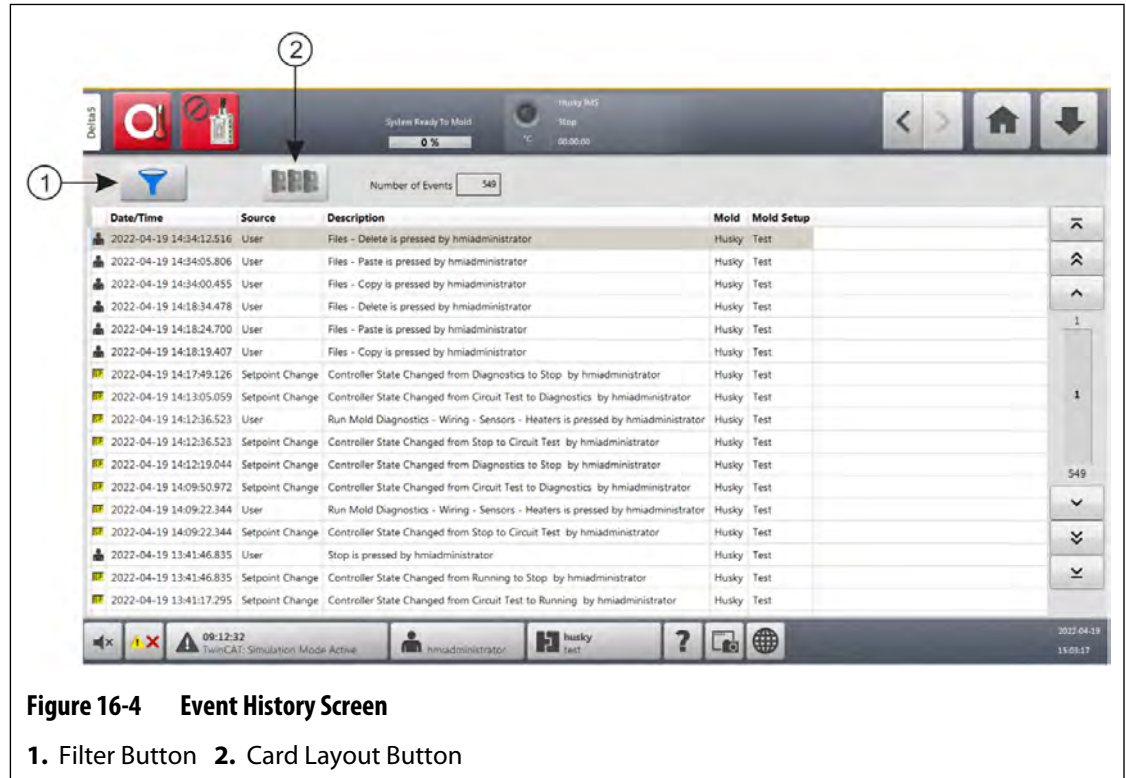 2
Delta5
System Ready To Mold
0 %
°C
Husky IMS
Stop
00:00:00
1
Number of Events 549
Date/Time Source Description Mold Mold Setup
2022-04-19 14:34:12.516 User Files - Delete is pressed by hmiadministrator Husky Test
2022-04-19 14:34:05.806 User Files - Paste is pressed by hmiadministrator Husky Test
2022-04-19 14:34:00.455 User Files - Copy is pressed by hmiadministrator Husky Test
2022-04-19 14:18:34.478 User Files - Delete is pressed by hmiadministrator Husky Test
2022-04-19 14:18:24.700 User Files - Paste is pressed by hmiadministrator Husky Test
2022-04-19 14:18:19.407 User Files - Copy is pressed by hmiadministrator Husky Test
2022-04-19 14:17:49.126 Setpoint Change Controller State Changed from Diagnostics to Stop by hmiadministrator Husky Test
2022-04-19 14:13:05.059 Setpoint Change Controller State Changed from Circuit Test to Diagnostics by hmiadministrator Husky Test
2022-04-19 14:12:36.523 User Run Mold Diagnostics - Wiring - Sensors - Heaters is pressed by hmiadministrator Husky Test
2022-04-19 14:12:36.523 Setpoint Change Controller State Changed from Stop to Circuit Test by hmiadministrator Husky Test
2022-04-19 14:12:19.044 Setpoint Change Controller State Changed from Diagnostics to Stop by hmiadministrator Husky Test
2022-04-19 14:09:50.972 Setpoint Change Controller State Changed from Circuit Test to Diagnostics by hmiadministrator Husky Test
2022-04-19 14:09:22.344 User Run Mold Diagnostics - Wiring - Sensors - Heaters is pressed by hmiadministrator Husky Test
2022-04-19 14:09:22.344 Setpoint Change Controller State Changed from Stop to Circuit Test by hmiadministrator Husky Test
2022-04-19 13:41:46.835 User Stop is pressed by hmiadministrator Husky Test
2022-04-19 13:41:46.835 Setpoint Change Controller State Changed from Running to Stop by hmiadministrator Husky Test
2022-04-19 13:41:17.295 Setpoint Change Controller State Changed from Circuit Test to Running by hmiadministrator Husky Test
1
1
549
09:12:32
TwinCAT: Simulation Mode Active
hmiadministrator
husky
test
?
2022-04-19
15:03:17
Figure 16-4 Event History Screen
1. Filter Button 2. Card Layout Button